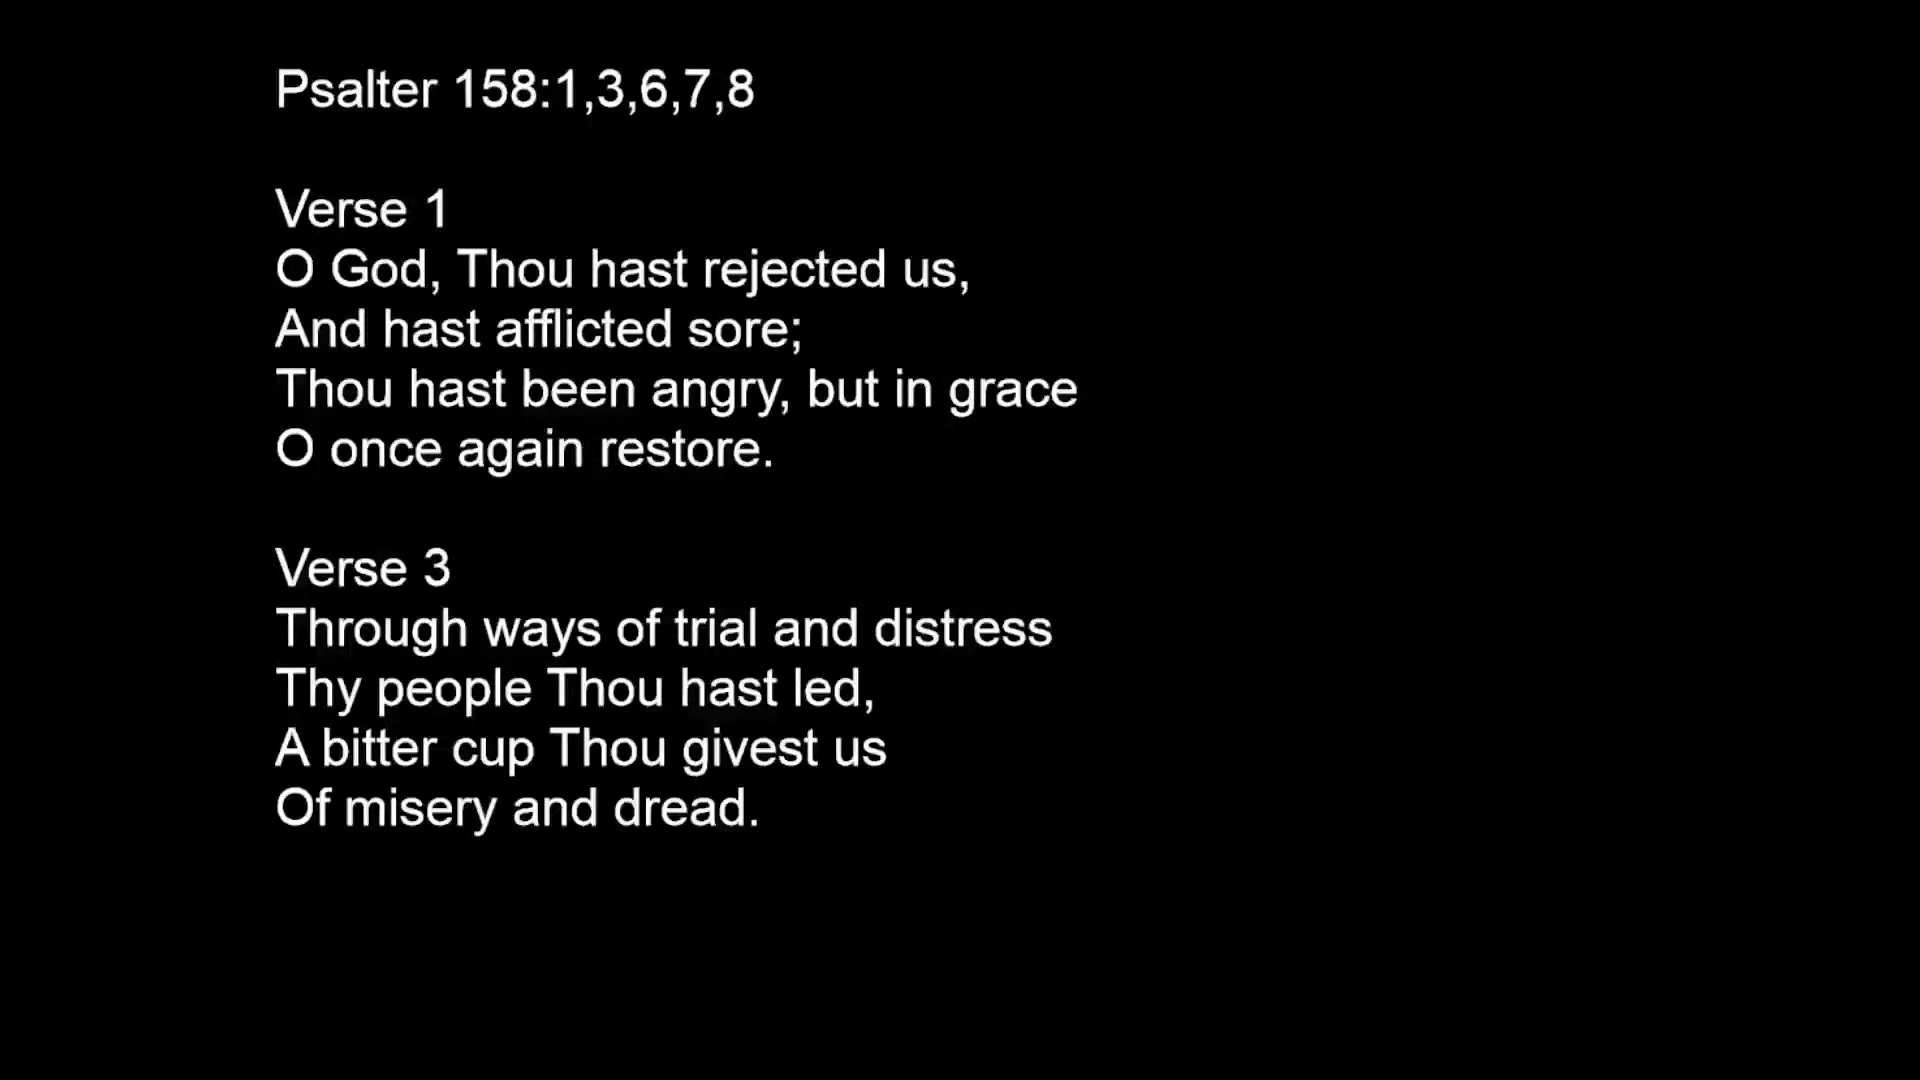 Psalter 158:1,3,6,7,8
Verse 1
O God, Thou hast rejected us,
And hast afflicted sore;
Thou hast been angry, but in grace
O once again restore.
Verse 3
Through ways of trial and distress
Thy people Thou hast led,
A bitter cup Thou givest us
Of misery and dread.